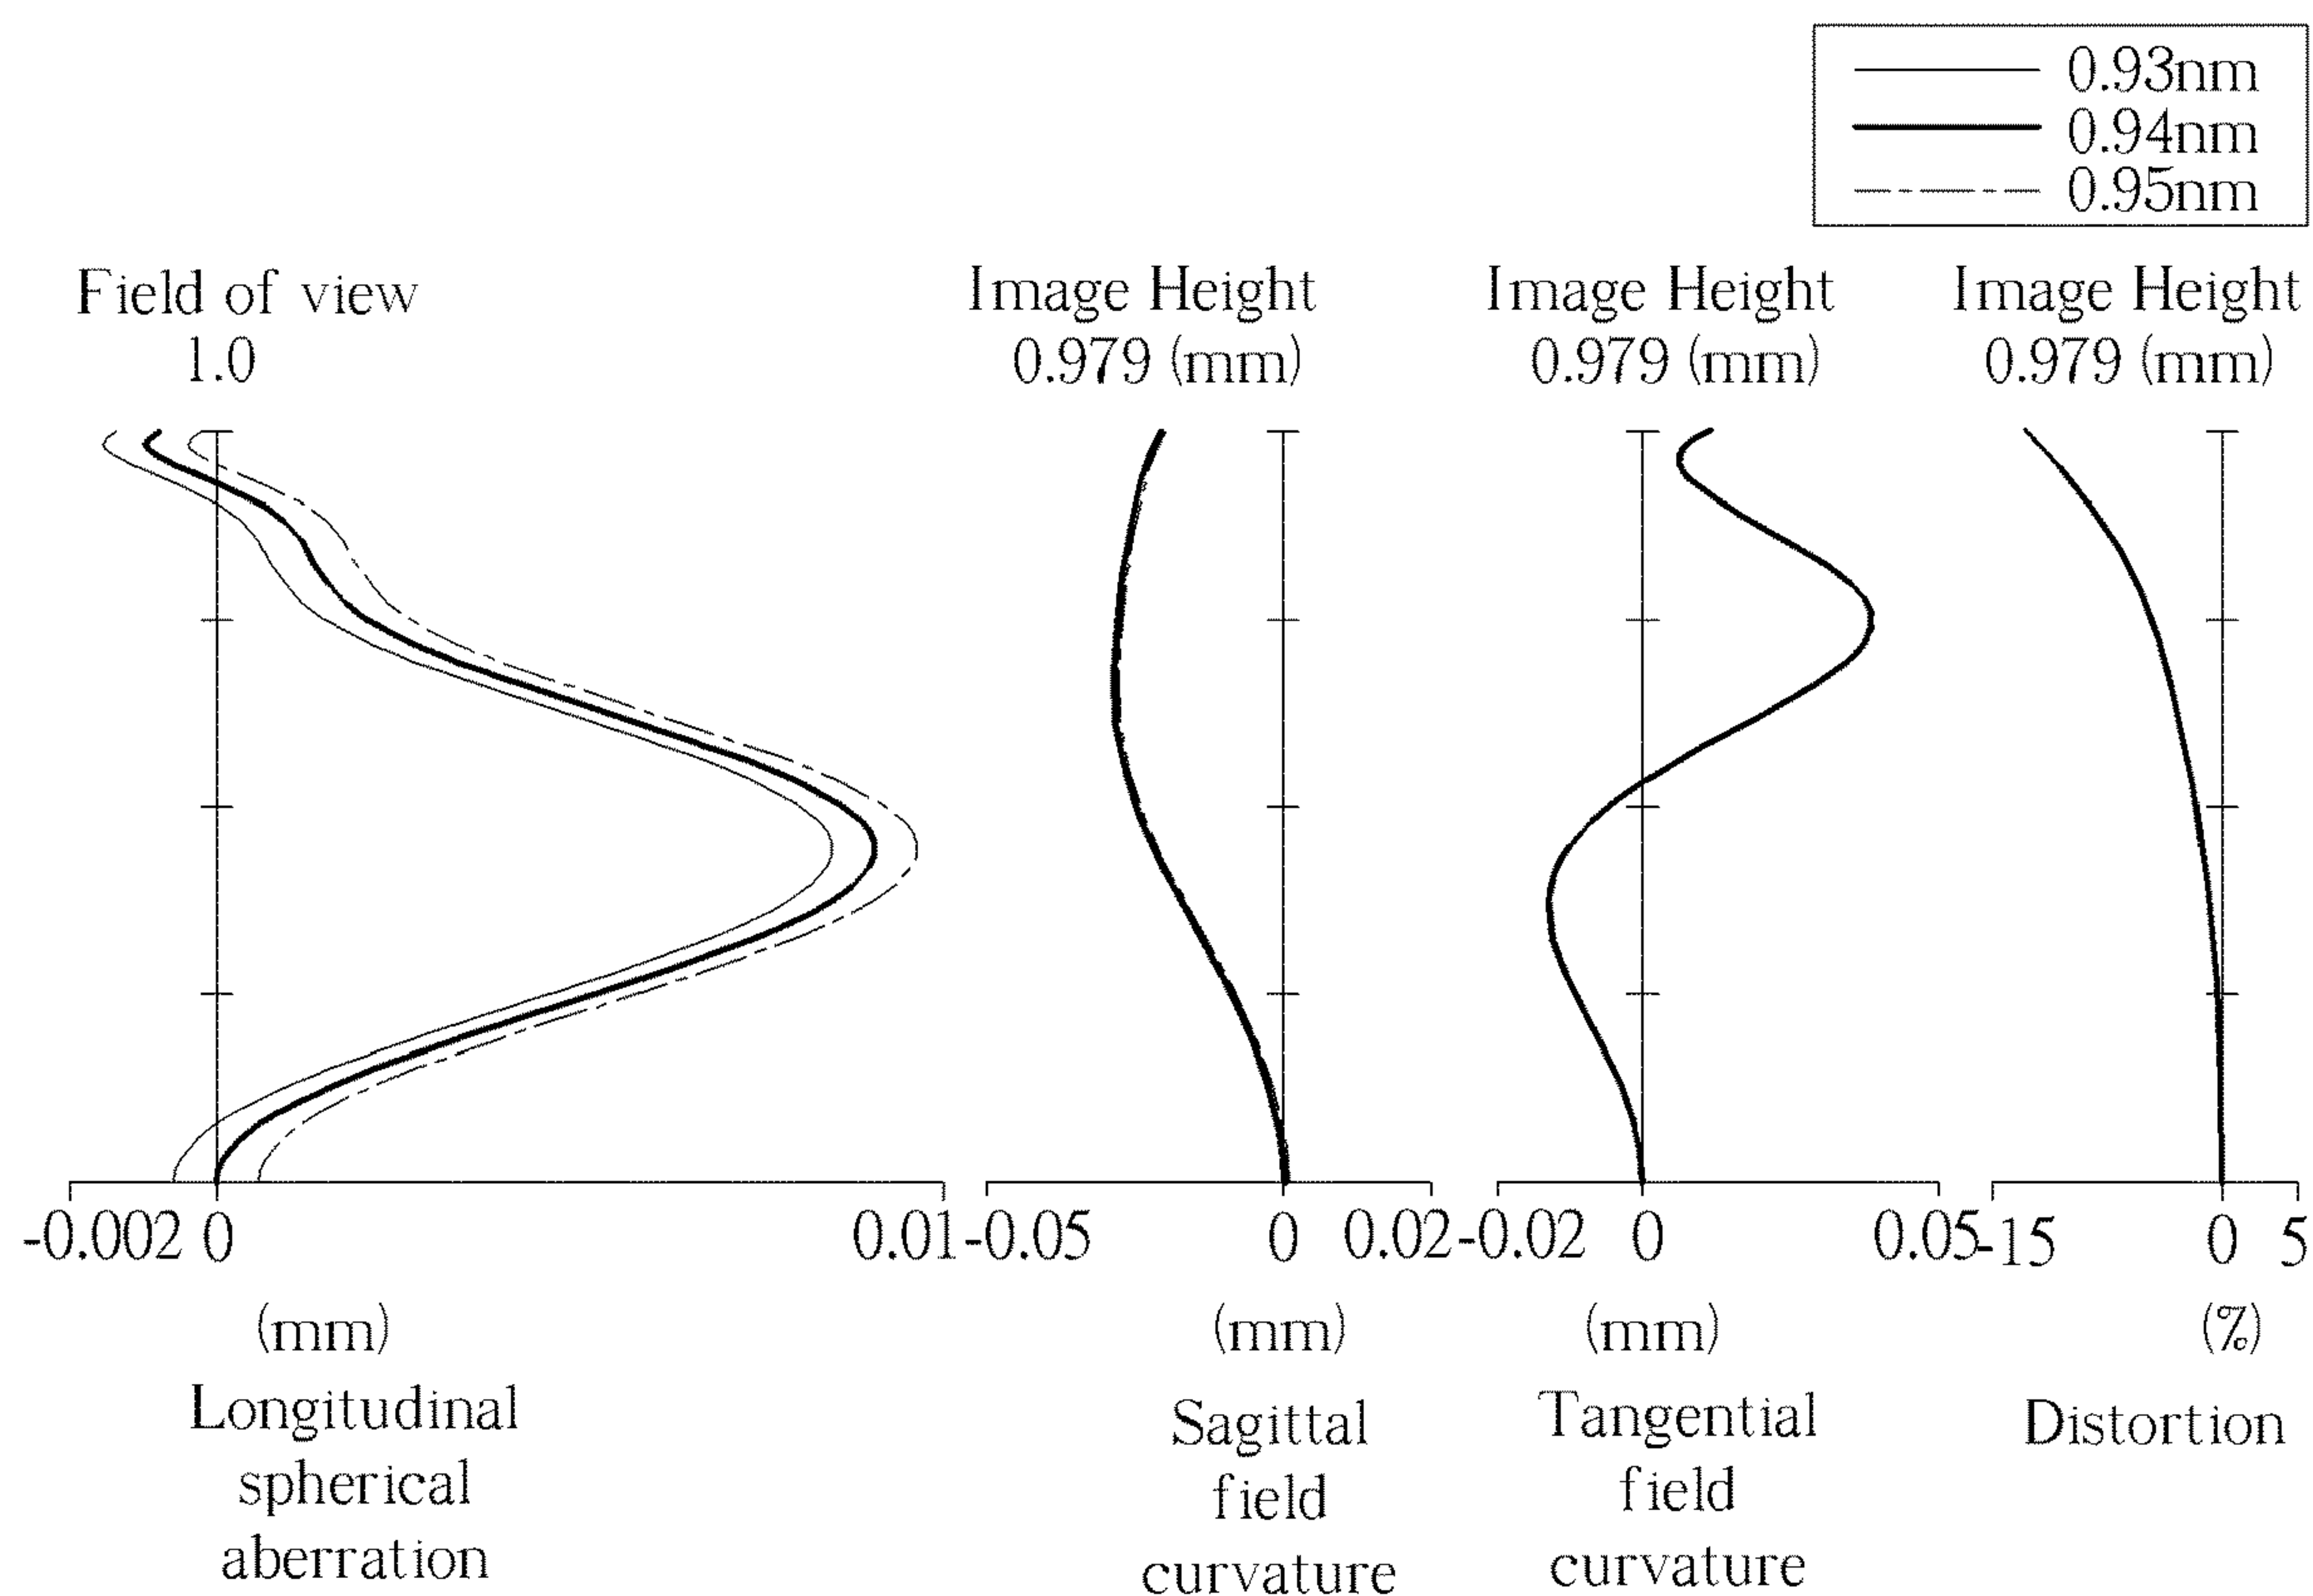 0.93nm
0.94nm
0.95nm
Field of view
1.0
Image Height
0.979 (mm)
Image Height
0.979 (mm)
Image Height
0.979 (mm)
-0.002 0 0.01
-0.05 0 0.02
-0.02 0 0.05
-15 0 5
(mm)
(mm)
(mm)
(%)
Longitudinal
spherical
aberration
Sagittal
field
curvature
Tangential
field
curvature
Distortion